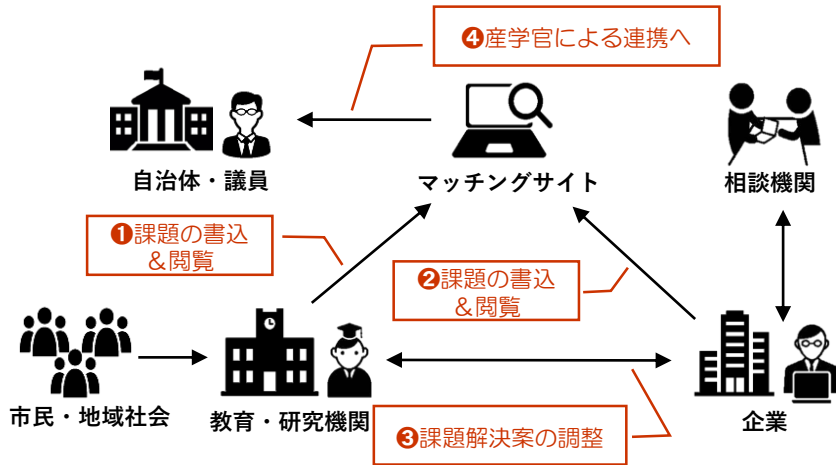 ❹産学官による連携へ
自治体・議員
マッチングサイト
相談機関
❶課題の書込
＆閲覧
❷課題の書込
＆閲覧
市民・地域社会
教育・研究機関
企業
❸課題解決案の調整